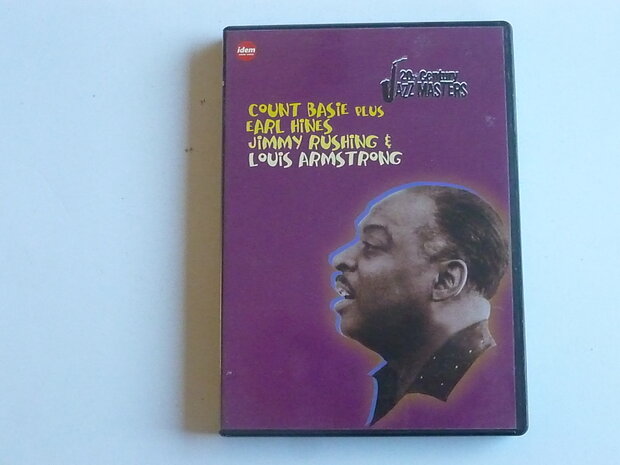 idem
20th Century
JAZZ MASTERS
COUNT BASIE PLUS
EARL HINES
JIMMY RUSHING &
LOUIS ARMSTRONG